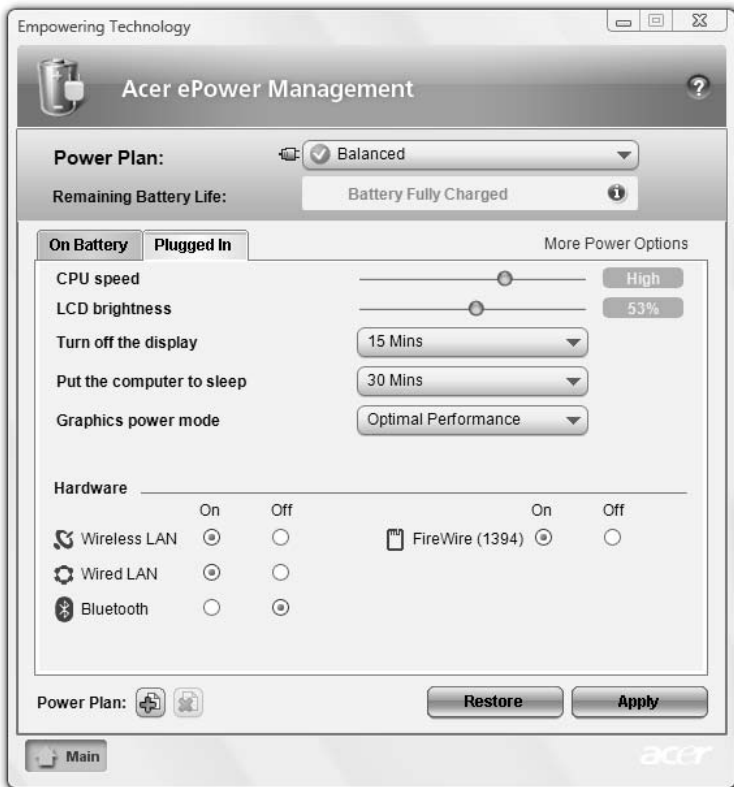 Empowering Technology
Acer ePower Management
?
Power Plan:
Balanced
Remaining Battery Life:
Battery Fully Charged
On Battery
Plugged In
More Power Options
CPU speed
High
LCD brightness
53%
Turn off the display
15 Mins
Put the computer to sleep
30 Mins
Graphics power mode
Optimal Performance
Hardware
On Off
On Off
Wireless LAN
FireWire (1394)
Wired LAN
Bluetooth
Power Plan:
Restore
Apply
Main
acer